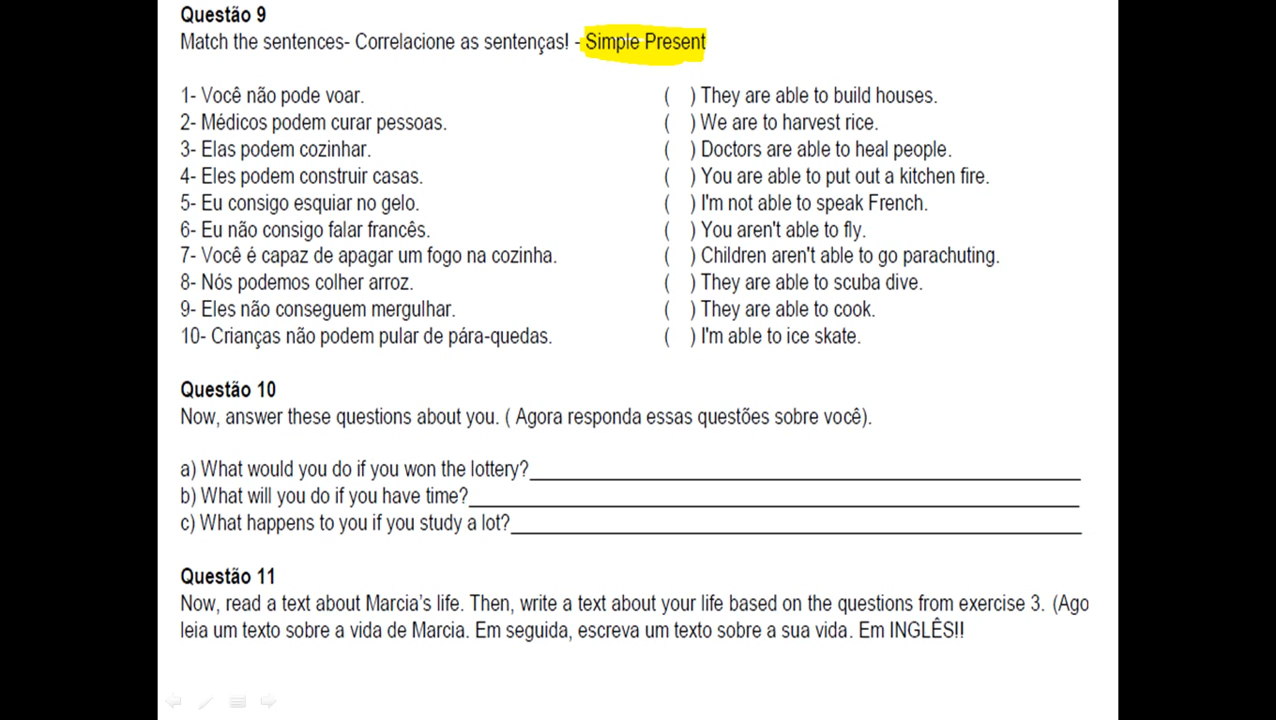 Questão 9
Match the sentences- Correlacione as sentenças! - Simple Present
1- Você não pode voar.
2- Médicos podem curar pessoas.
3- Elas podem cozinhar.
4- Eles podem construir casas.
5- Eu consigo esquiar no gelo.
6- Eu não consigo falar francês.
7- Você é capaz de apagar um fogo na cozinha.
8- Nós podemos colher arroz.
9- Eles não conseguem mergulhar.
10- Crianças não podem pular de pára-quedas.
( ) They are able to build houses.
( ) We are to harvest rice.
( ) Doctors are able to heal people.
( ) You are able to put out a kitchen fire.
( ) I'm not able to speak French.
( ) You aren't able to fly.
( ) Children aren't able to go parachuting.
( ) They are able to scuba dive.
( ) They are able to cook.
( ) I'm able to ice skate.
Questão 10
Now, answer these questions about you. ( Agora responda essas questões sobre você).
a) What would you do if you won the lottery?
b) What will you do if you have time?
c) What happens to you if you study a lot?
Questão 11
Now, read a text about Marcia's life. Then, write a text about your life based on the questions from exercise 3. (Ago
leia um texto sobre a vida de Marcia. Em seguida, escreva um texto sobre a sua vida. Em INGLÊS!!